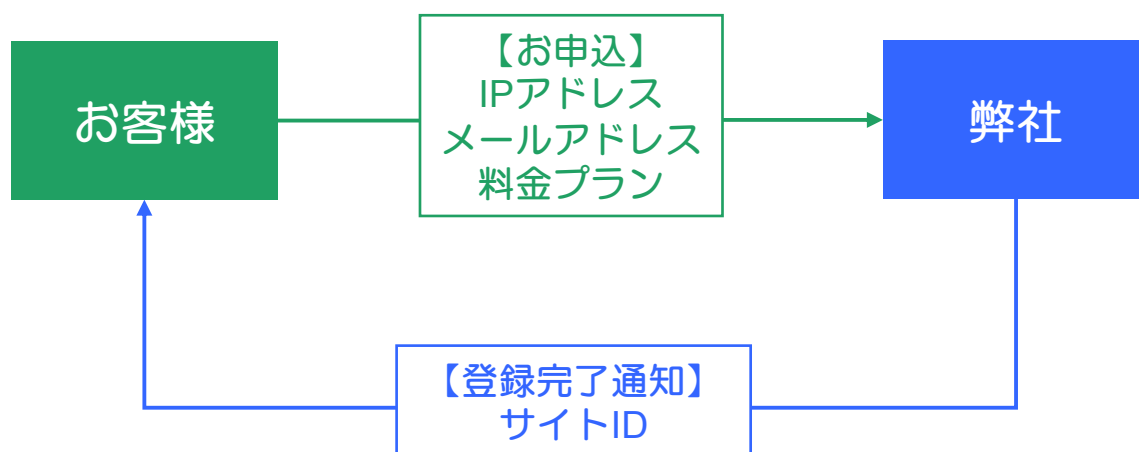 お客様
【お申込】
IPアドレス
メールアドレス
料金プラン
弊社
【登録完了通知】
サイトID